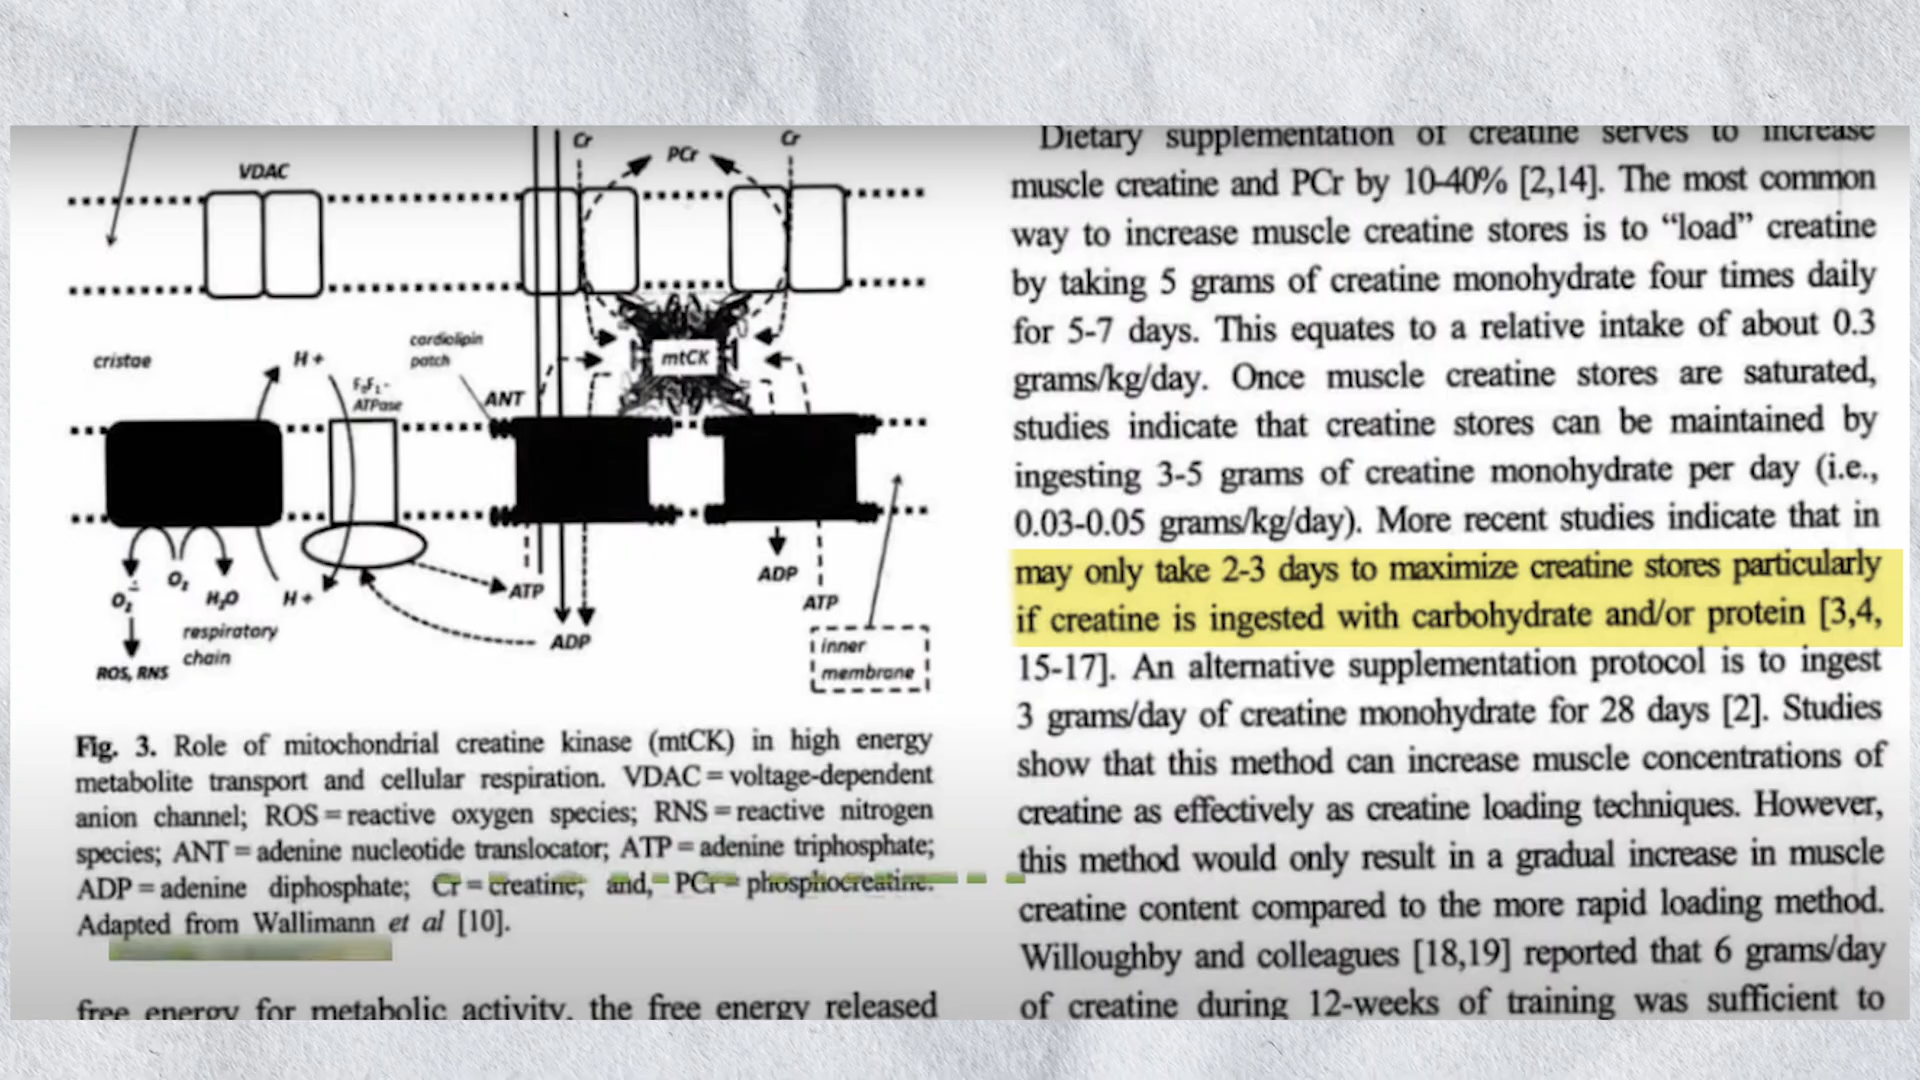 Cr
PCr
Cr
VDAC
cristae
H+
cardiolipin
patch
F₀F₁-
ATPase
ANT
mtCK
O₂
O₂
H₂O
H+
ATP
ADP
ADP
ATP
respiratory
chain
ROS, RNS
inner
membrane
Fig. 3. Role of mitochondrial creatine kinase (mtCK) in high energy
metabolite transport and cellular respiration. VDAC = voltage-dependent
anion channel; ROS = reactive oxygen species; RNS = reactive nitrogen
species; ANT = adenine nucleotide translocator; ATP = adenine triphosphate;
ADP = adenine diphosphate; Cr = creatine; and, PCr = phosphocreatine.
Adapted from Wallimann et al [10].
free energy for metabolic activity, the free energy released
Dietary supplementation of creatine serves to increase
muscle creatine and PCr by 10-40% [2,14]. The most common
way to increase muscle creatine stores is to “load” creatine
by taking 5 grams of creatine monohydrate four times daily
for 5-7 days. This equates to a relative intake of about 0.3
grams/kg/day. Once muscle creatine stores are saturated,
studies indicate that creatine stores can be maintained by
ingesting 3-5 grams of creatine monohydrate per day (i.e.,
0.03-0.05 grams/kg/day). More recent studies indicate that in
may only take 2-3 days to maximize creatine stores particularly
if creatine is ingested with carbohydrate and/or protein [3,4,
15-17]. An alternative supplementation protocol is to ingest
3 grams/day of creatine monohydrate for 28 days [2]. Studies
show that this method can increase muscle concentrations of
creatine as effectively as creatine loading techniques. However,
this method would only result in a gradual increase in muscle
creatine content compared to the more rapid loading method.
Willoughby and colleagues [18,19] reported that 6 grams/day
of creatine during 12-weeks of training was sufficient to